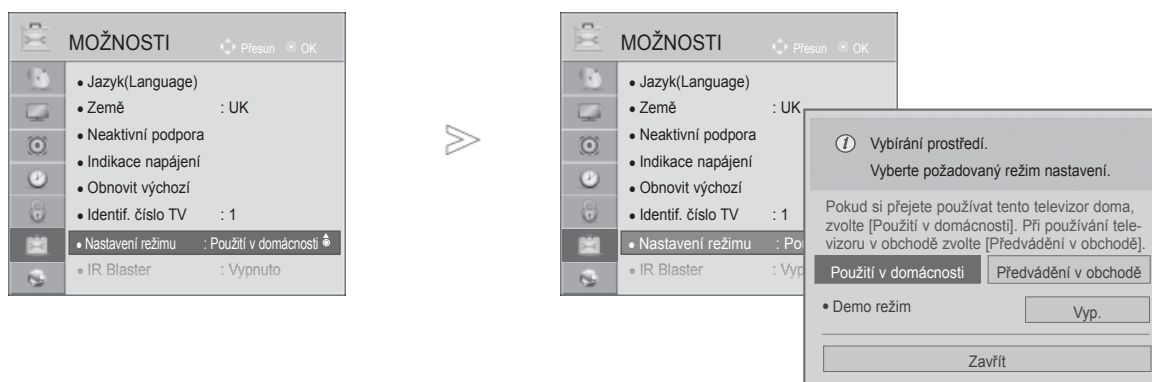 MOŽNOSTI Přesun OK
• Jazyk(Language)
• Země : UK
• Neaktivní podpora
• Indikace napájení
• Obnovit výchozí
• Identif. číslo TV : 1
• Nastavení režimu : Použití v domácnosti
• IR Blaster : Vypnuto
MOŽNOSTI Přesun OK
• Jazyk(Language)
• Země : UK
• Neaktivní podpora
• Indikace napájení
• Obnovit výchozí
• Identif. číslo TV : 1
• Nastavení režimu : Po
• IR Blaster : Vyp
i Vybírání prostředí.
Vyberte požadovaný režim nastavení.
Pokud si přejete používat tento televizor doma,
zvolte [Použití v domácnosti]. Při používání tele-
vizoru v obchodě zvolte [Předvádění v obchodě].
Použití v domácnosti Předvádění v obchodě
• Demo režim Vyp.
Zavřít